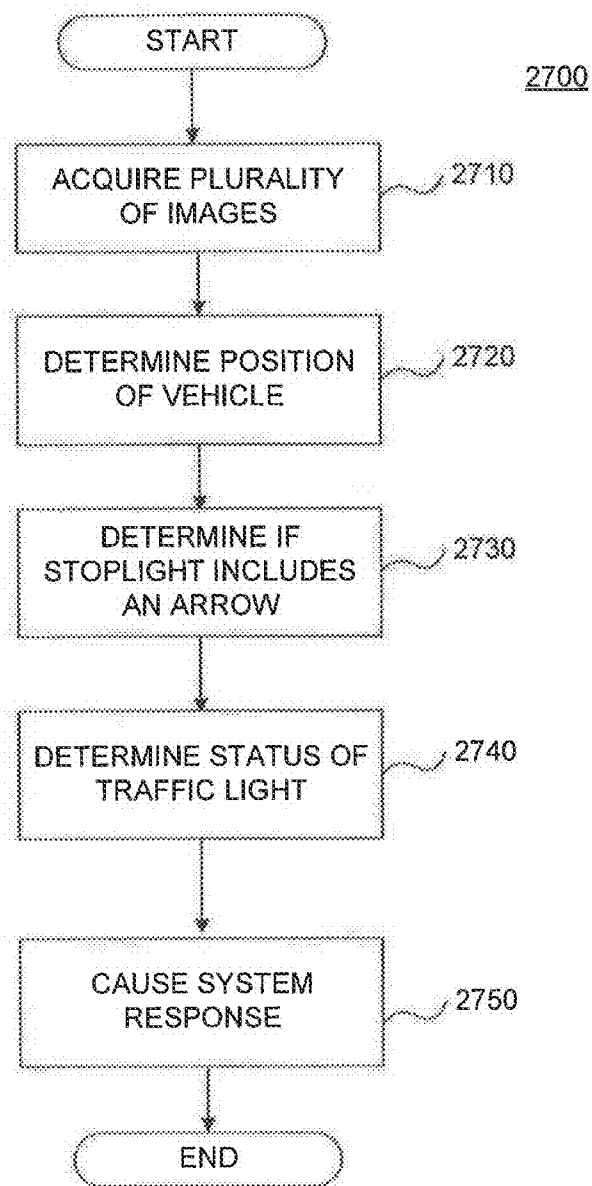 START
2700
ACQUIRE PLURALITY
OF IMAGES
2710
DETERMINE POSITION
OF VEHICLE
2720
DETERMINE IF
STOPLIGHT INCLUDES
AN ARROW
2730
DETERMINE STATUS OF
TRAFFIC LIGHT
2740
CAUSE SYSTEM
RESPONSE
2750
END